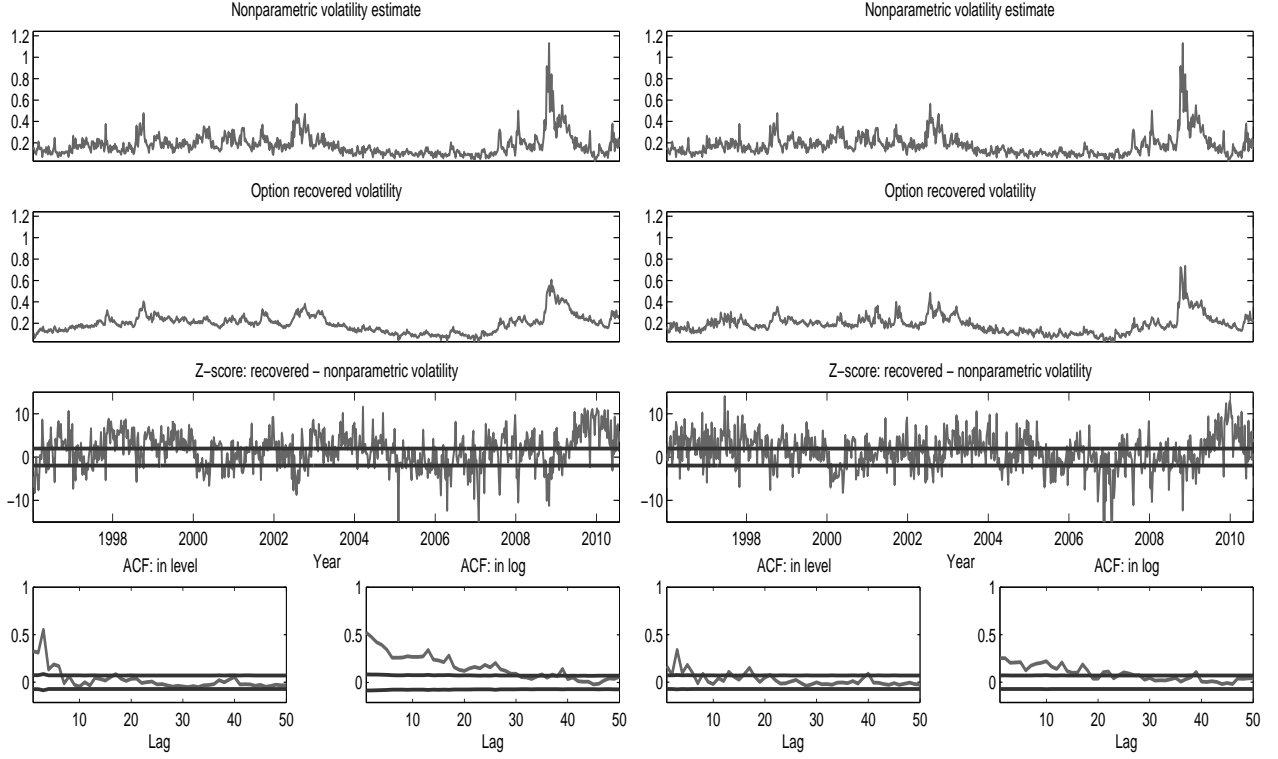 Nonparametric volatility estimate
1.2
1
0.8
0.6
0.4
0.2
Option recovered volatility
1.2
1
0.8
0.6
0.4
0.2
Z−score: recovered − nonparametric volatility
10
0
−10
1998 2000 2002 2004 2006 2008 2010
Year
ACF: in level
1
0.5
0
10 20 30 40 50
Lag
ACF: in log
1
0.5
0
10 20 30 40 50
Lag
Nonparametric volatility estimate
1.2
1
0.8
0.6
0.4
0.2
Option recovered volatility
1.2
1
0.8
0.6
0.4
0.2
Z−score: recovered − nonparametric volatility
10
0
−10
1998 2000 2002 2004 2006 2008 2010
Year
ACF: in level
1
0.5
0
10 20 30 40 50
Lag
ACF: in log
1
0.5
0
10 20 30 40 50
Lag